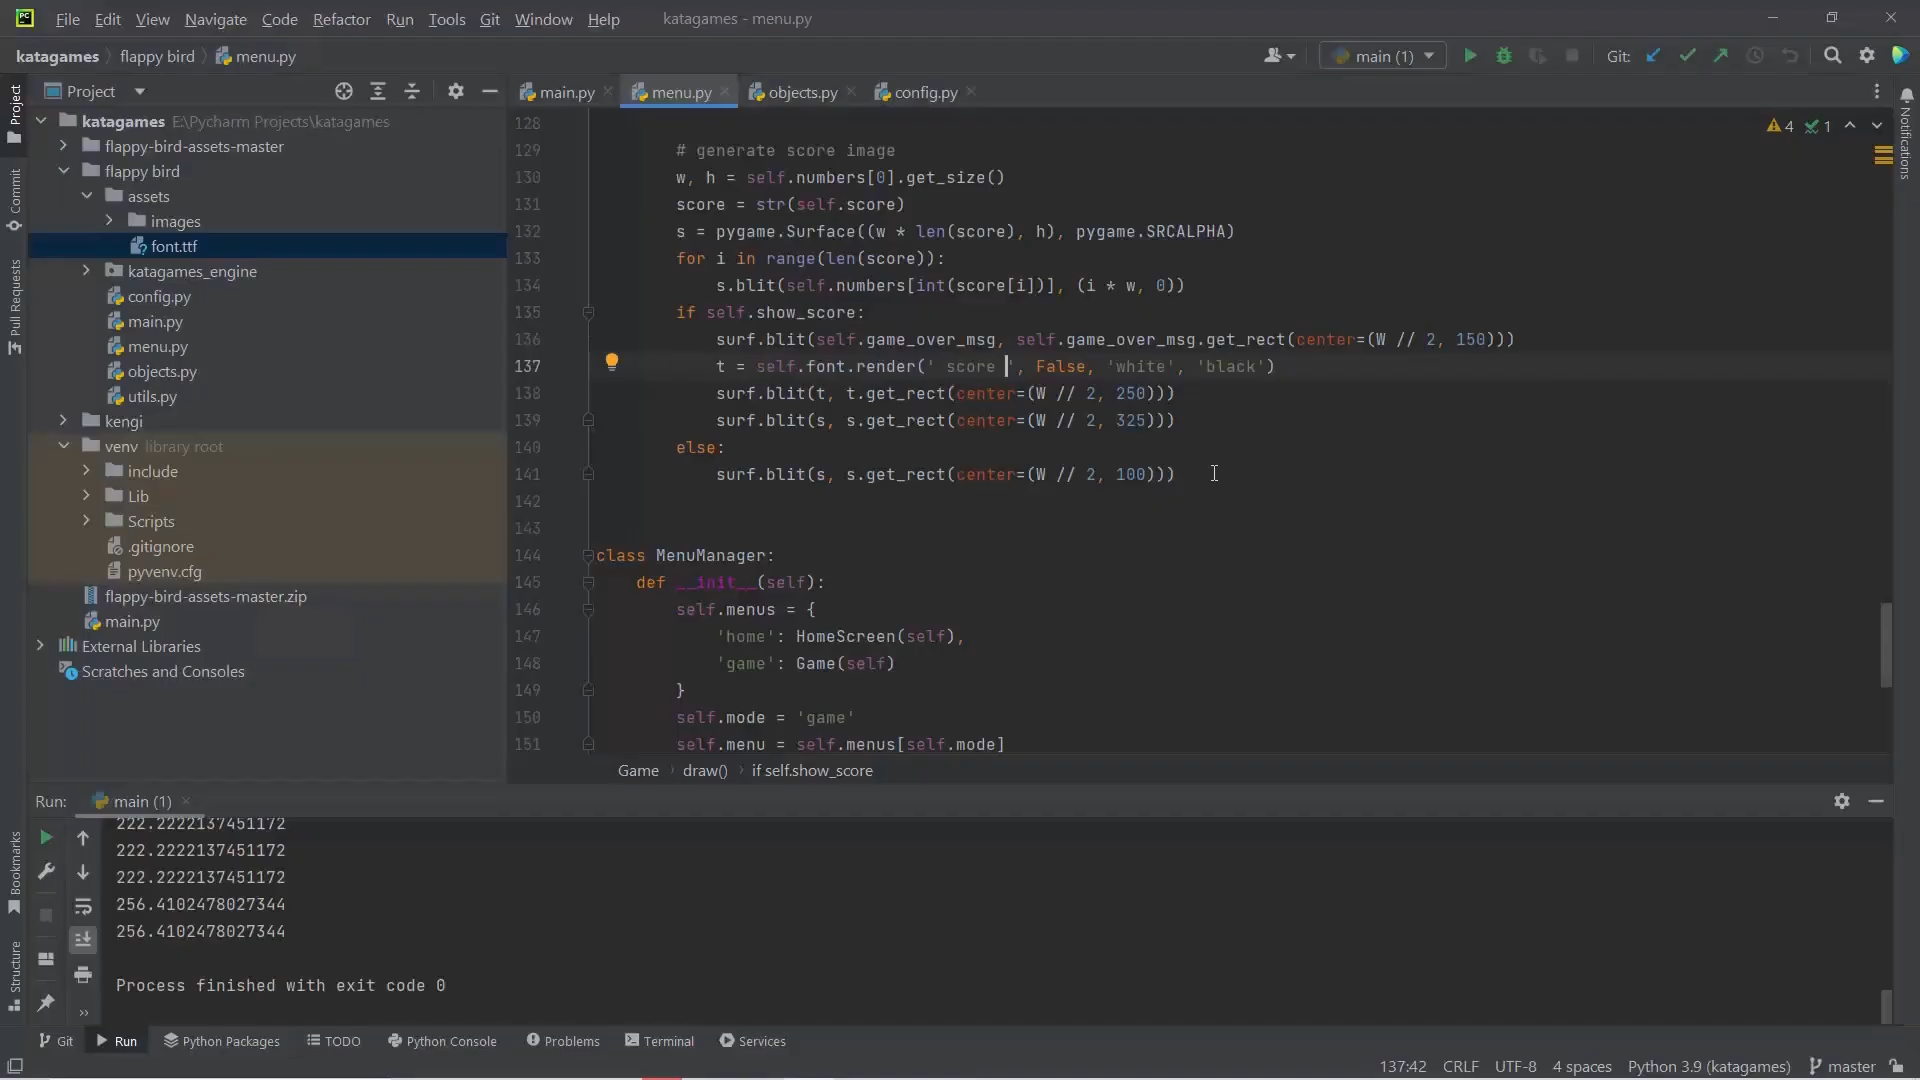 File Edit View Navigate Code Refactor Run Tools Git Window Help katagames - menu.py
katagames flappy bird menu.py main (1) Git:
Project main.py menu.py objects.py config.py
katagames E:\Pycharm Projects\katagames
flappy-bird-assets-master
flappy bird
assets
images
font.ttf
katagames_engine
config.py
main.py
menu.py
objects.py
utils.py
kengi
venv library root
include
Lib
Scripts
.gitignore
pyvenv.cfg
flappy-bird-assets-master.zip
main.py
External Libraries
Scratches and Consoles
Project
Commit
Pull Requests
Bookmarks
Structure
Notifications
4 1
128
129 # generate score image
130 w, h = self.numbers[0].get_size()
131 score = str(self.score)
132 s = pygame.Surface((w * len(score), h), pygame.SRCALPHA)
133 for i in range(len(score)):
134 s.blit(self.numbers[int(score[i])], (i * w, 0))
135 if self.show_score:
136 surf.blit(self.game_over_msg, self.game_over_msg.get_rect(center=(W // 2, 150)))
137 t = self.font.render(' score ', False, 'white', 'black')
138 surf.blit(t, t.get_rect(center=(W // 2, 250)))
139 surf.blit(s, s.get_rect(center=(W // 2, 325)))
140 else:
141 surf.blit(s, s.get_rect(center=(W // 2, 100)))
142
143
144 class MenuManager:
145 def __init__(self):
146 self.menus = {
147 'home': HomeScreen(self),
148 'game': Game(self)
149 }
150 self.mode = 'game'
151 self.menu = self.menus[self.mode]
Game draw() if self.show_score
Run: main (1)
222.2222137451172
222.2222137451172
222.2222137451172
256.4102478027344
256.4102478027344
Process finished with exit code 0
Git Run Python Packages TODO Python Console Problems Terminal Services
137:42 CRLF UTF-8 4 spaces Python 3.9 (katagames) master